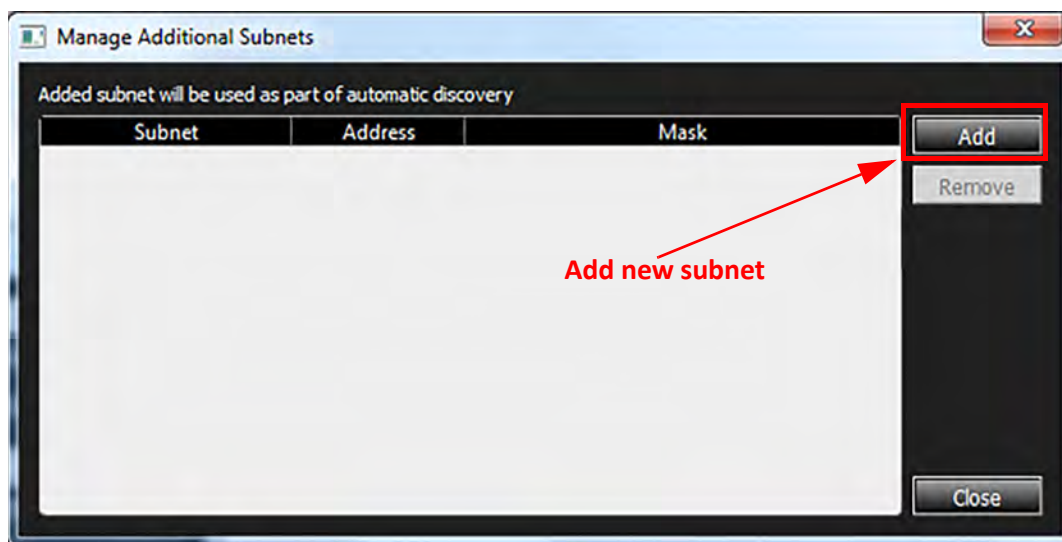 Manage Additional Subnets
Added subnet will be used as part of automatic discovery
Subnet Address Mask
Add
Remove
Add new subnet
Close